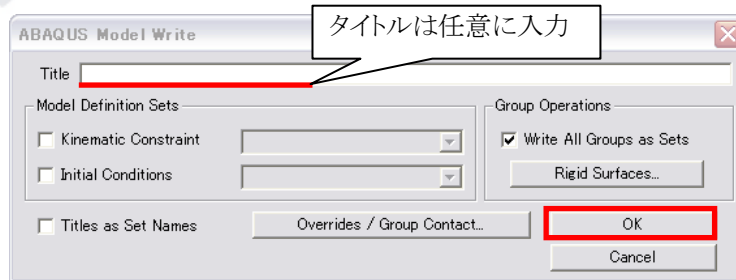 ABAQUS Model Write
タイトルは任意に入力
Title
Model Definition Sets
Group Operations
Kinematic Constraint
Write All Groups as Sets
Initial Conditions
Rigid Surfaces...
Titles as Set Names
Overrides / Group Contact...
OK
Cancel